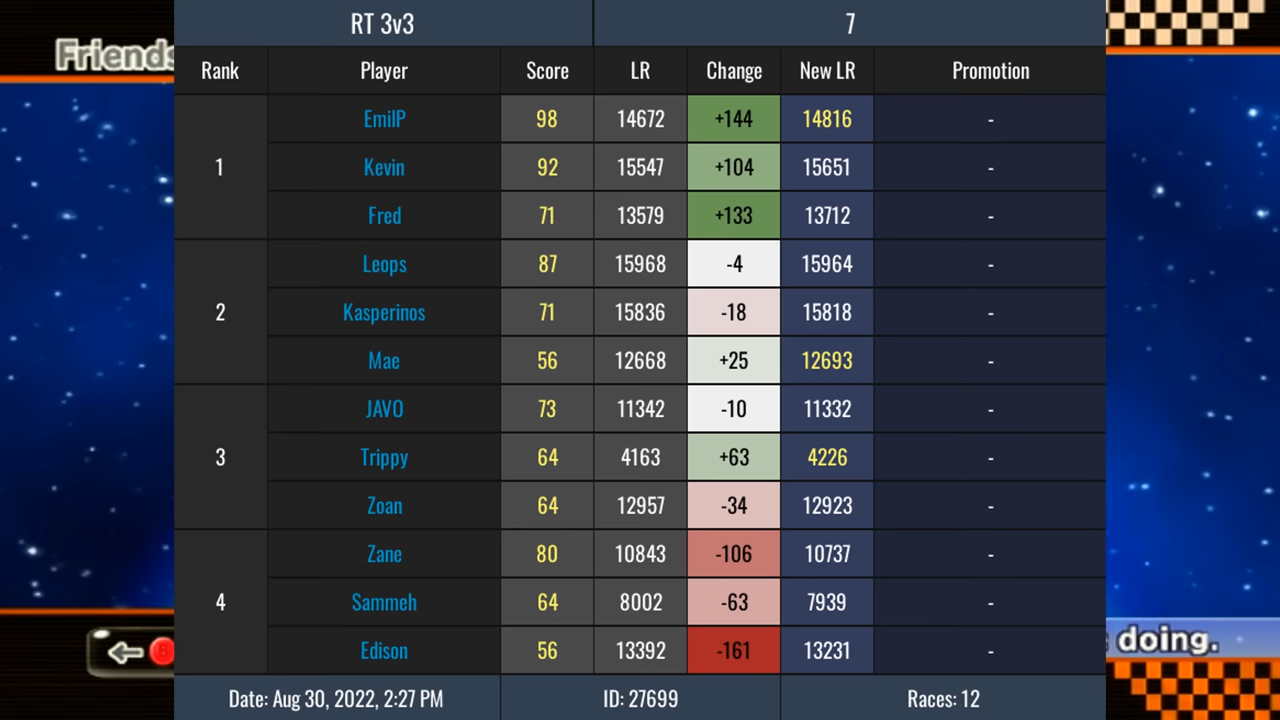 RT 3v3 7
Friends
Rank Player Score LR Change New LR Promotion
EmilP 98 14672 +144 14816 -
1 Kevin 92 15547 +104 15651 -
Fred 71 13579 +133 13712 -
Leops 87 15968 -4 15964 -
2 Kasperinos 71 15836 -18 15818 -
Mae 56 12668 +25 12693 -
JAVO 73 11342 -10 11332 -
3 Trippy 64 4163 +63 4226 -
Zoan 64 12957 -34 12923 -
Zane 80 10843 -106 10737 -
4 Sammeh 64 8002 -63 7939 -
Edison 56 13392 -161 13231 -
doing.
Date: Aug 30, 2022, 2:27 PM ID: 27699 Races: 12